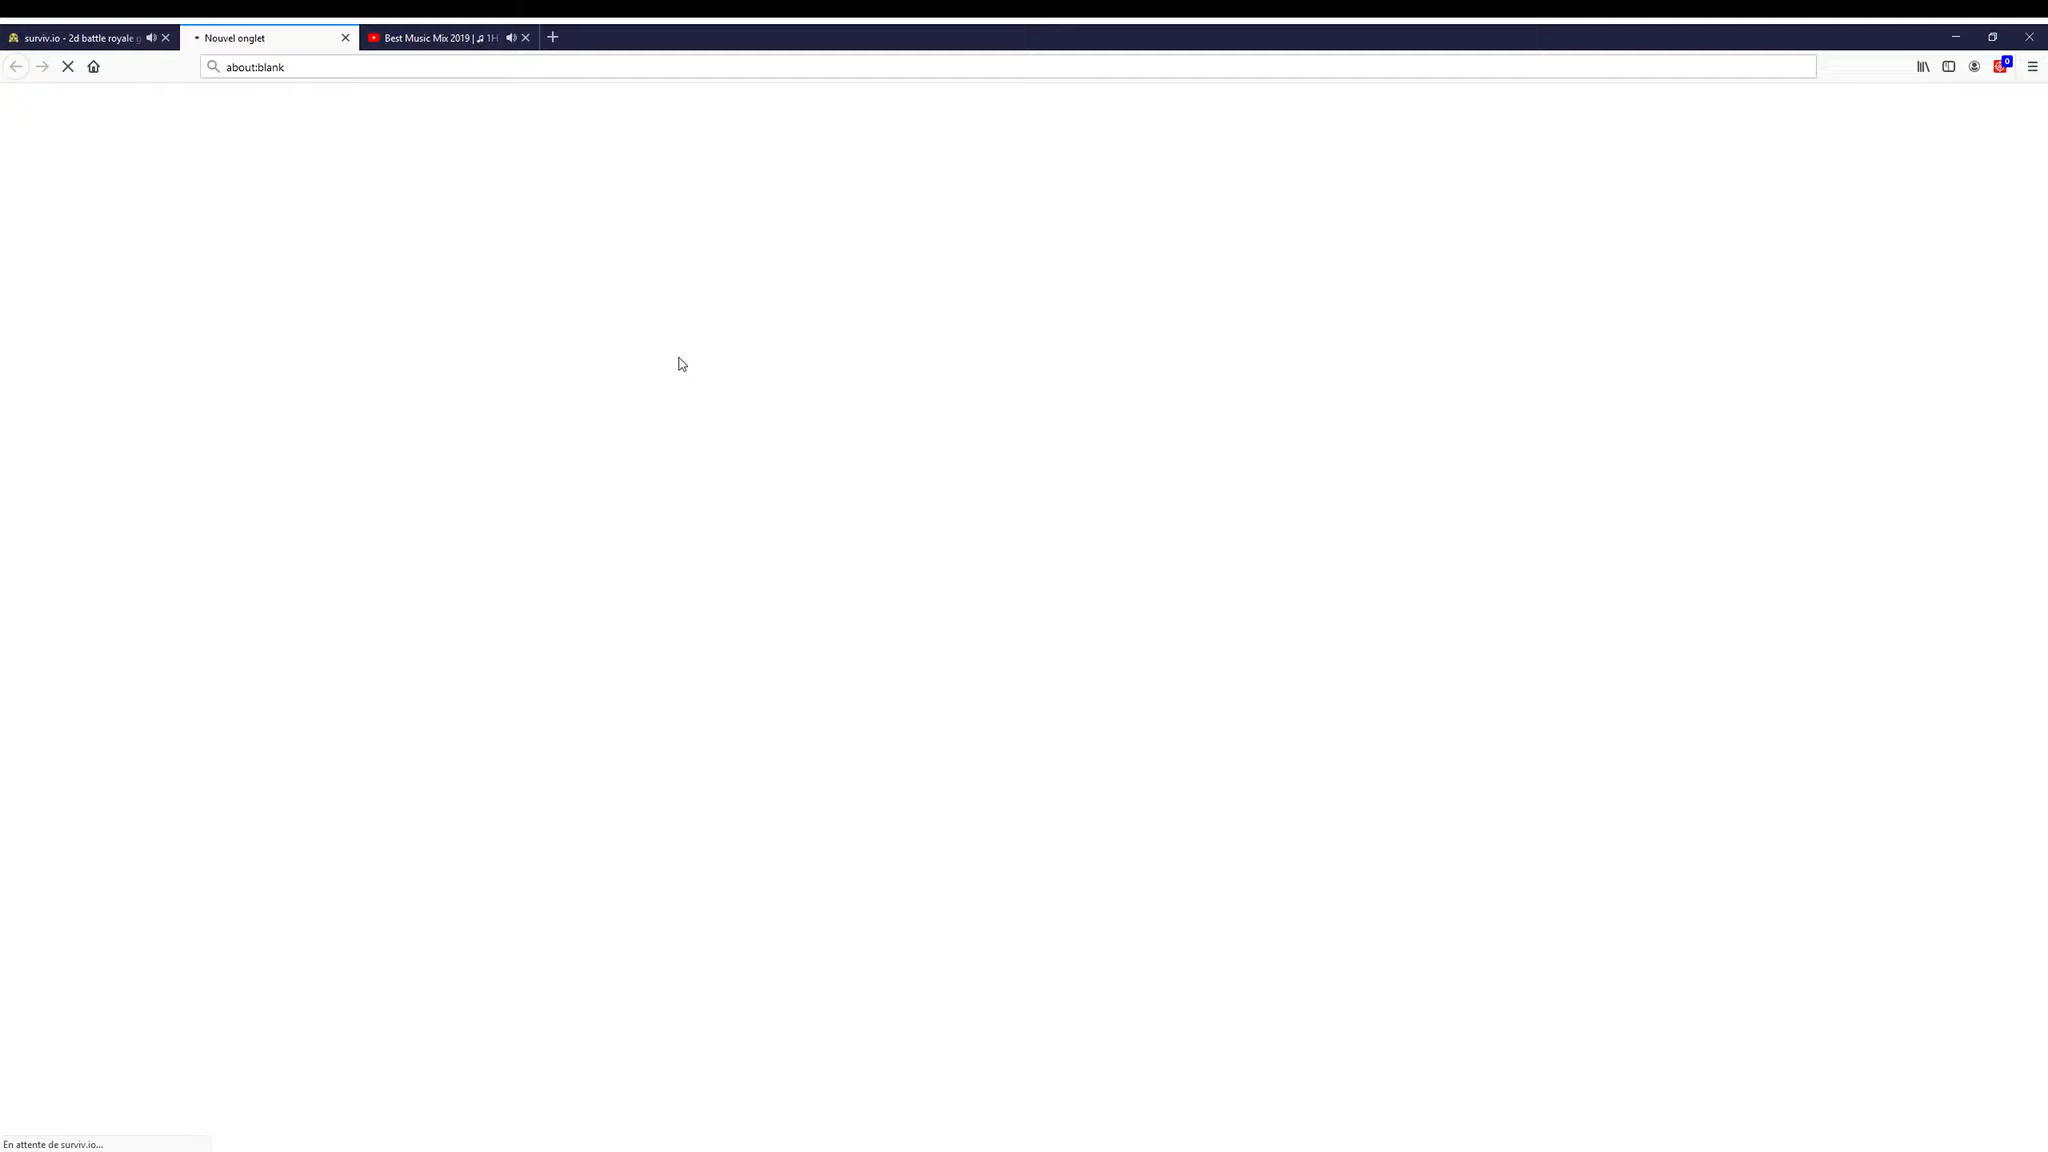 surviv.io - 2d battle royale g
Nouvel onglet
Best Music Mix 2019 | ♫ 1H
about:blank
0
En attente de surviv.io...